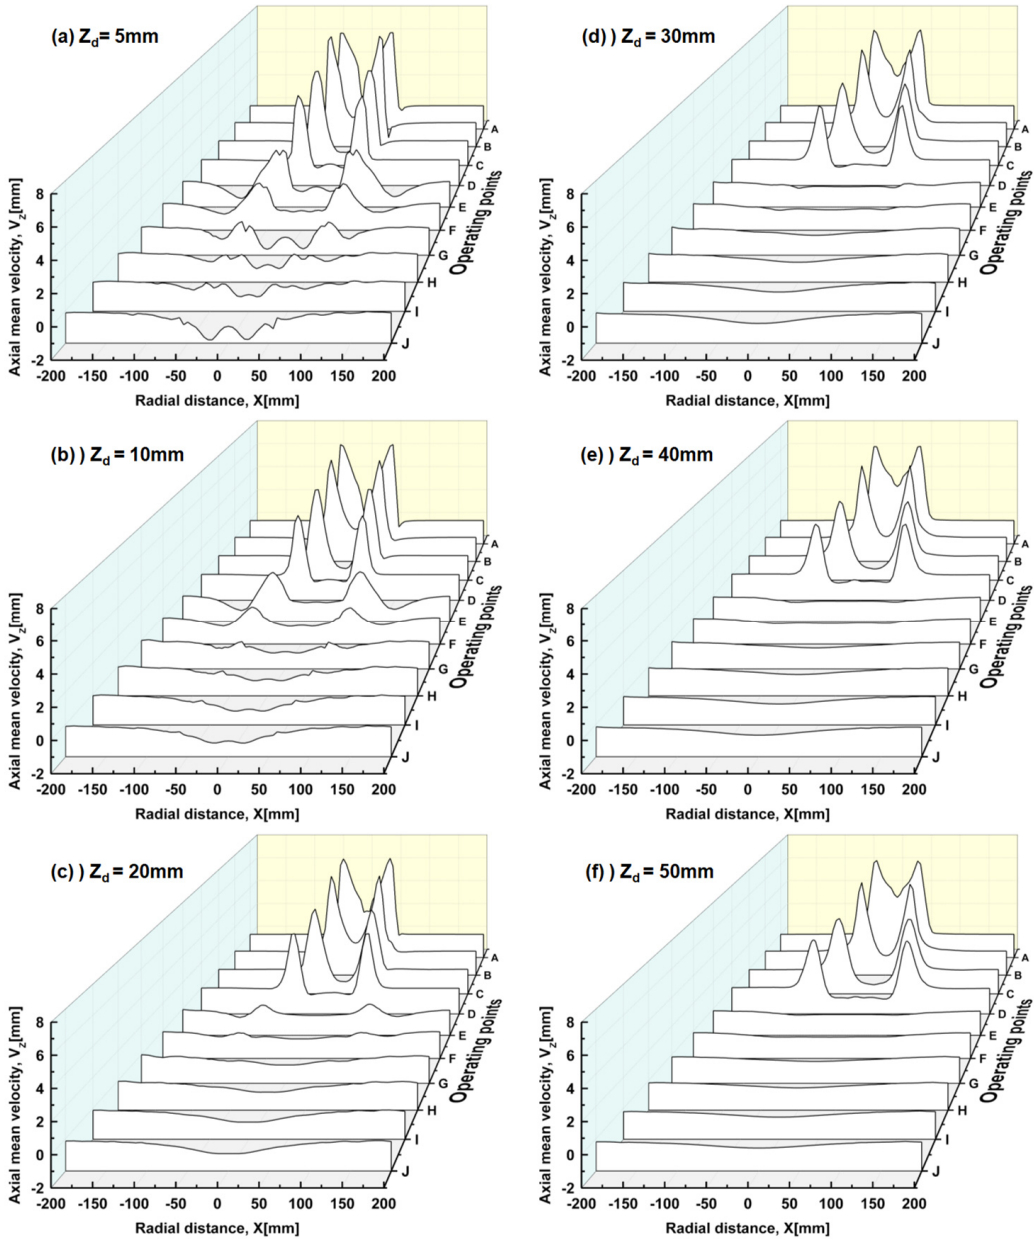 (a) Zd= 5mm
A
B
C
D
E
F
G
H
I
J
Operating points
8
6
4
2
0
-2
Axial mean velocity, Vz[mm]
-200 -150 -100 -50 0 50 100 150 200
Radial distance, X[mm]
(d) ) Zd = 30mm
A
B
C
D
E
F
G
H
I
J
Operating points
8
6
4
2
0
-2
Axial mean velocity, Vz[mm]
-200 -150 -100 -50 0 50 100 150 200
Radial distance, X[mm]
(b) ) Zd = 10mm
A
B
C
D
E
F
G
H
I
J
Operating points
8
6
4
2
0
-2
Axial mean velocity, Vz[mm]
-200 -150 -100 -50 0 50 100 150 200
Radial distance, X[mm]
(e) ) Zd = 40mm
A
B
C
D
E
F
G
H
I
J
Operating points
8
6
4
2
0
-2
Axial mean velocity, Vz[mm]
-200 -150 -100 -50 0 50 100 150 200
Radial distance, X[mm]
(c) ) Zd = 20mm
A
B
C
D
E
F
G
H
I
J
Operating points
8
6
4
2
0
-2
Axial mean velocity, Vz[mm]
-200 -150 -100 -50 0 50 100 150 200
Radial distance, X[mm]
(f) ) Zd = 50mm
A
B
C
D
E
F
G
H
I
J
Operating points
8
6
4
2
0
-2
Axial mean velocity, Vz[mm]
-200 -150 -100 -50 0 50 100 150 200
Radial distance, X[mm]